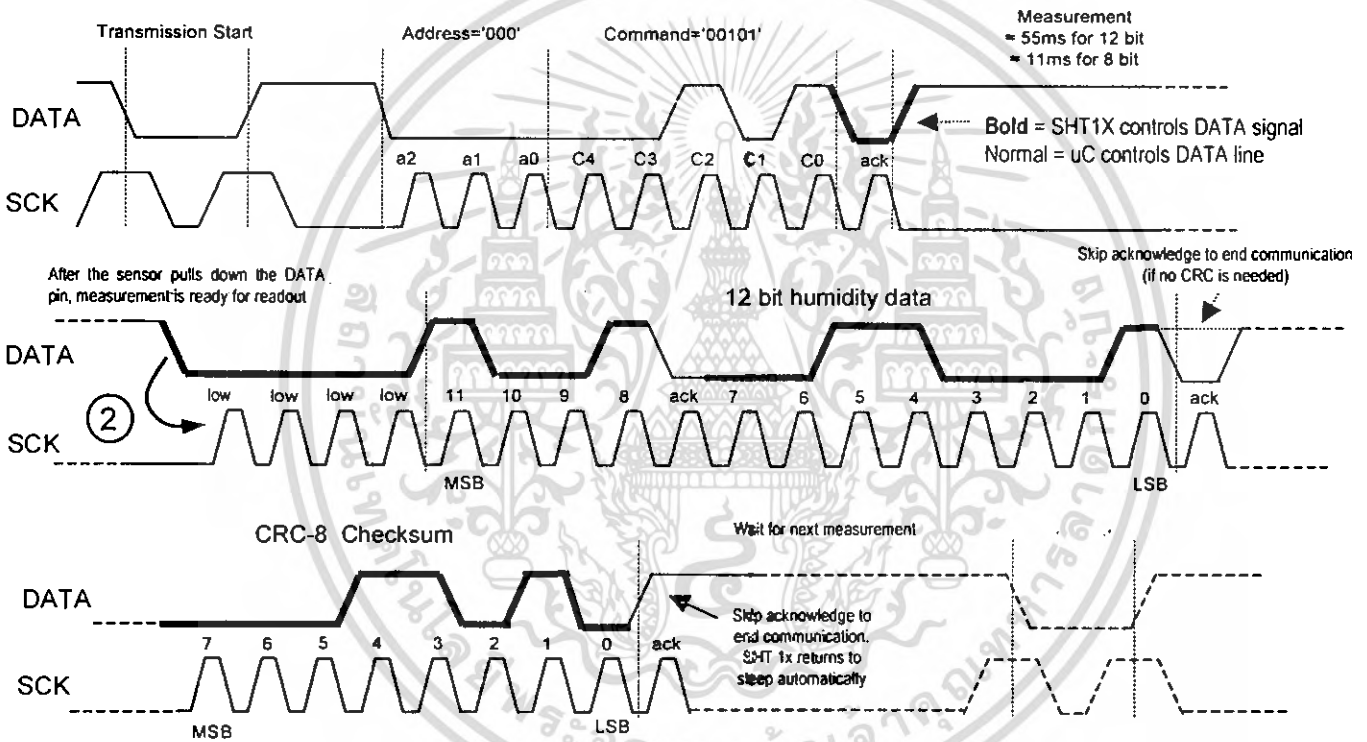 Transmission Start
Address='000'
Command='00101'
Measurement
≈ 55ms for 12 bit
≈ 11ms for 8 bit
DATA
Bold = SHT1X controls DATA signal
Normal = uC controls DATA line
a2 a1 a0 C4 C3 C2 C1 C0 ack
SCK
After the sensor pulls down the DATA
pin, measurement is ready for readout
12 bit humidity data
Skip acknowledge to end communication
(if no CRC is needed)
DATA
low low low low 11 10 9 8 ack 7 6 5 4 3 2 1 0 ack
2
SCK
MSB LSB
CRC-8 Checksum
Wait for next measurement
DATA
Skip acknowledge to
end communication.
SHT 1x returns to
sleep automatically
7 6 5 4 3 2 1 0 ack
SCK
MSB LSB